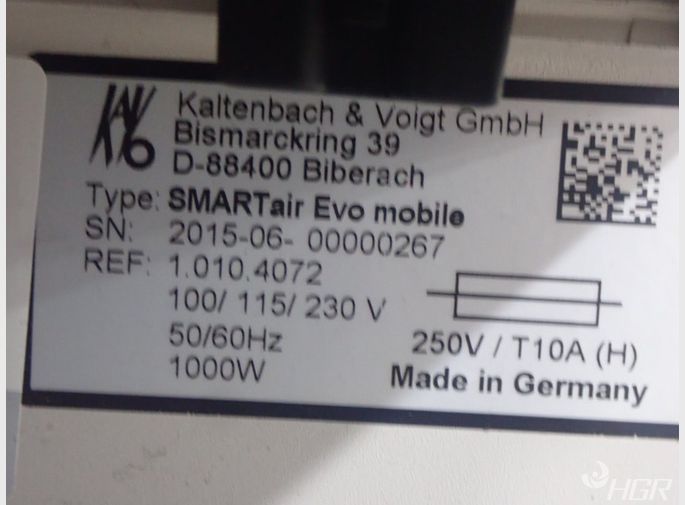 KAVO
Kaltenbach & Voigt GmbH
Bismarckring 39
D-88400 Biberach
Type: SMARTair Evo mobile
SN: 2015-06- 00000267
REF: 1.010.4072
100/ 115/ 230 V
50/60Hz
1000W
250V / T10A (H)
Made in Germany
HGR